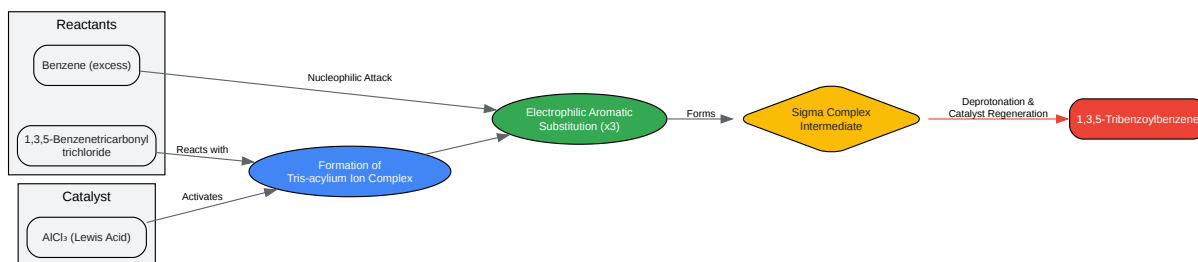 Reactants
Benzene (excess)
1,3,5-Benzenetricarbonyl
trichloride
Catalyst
AlCl₃ (Lewis Acid)
Nucleophilic Attack
Reacts with
Activates
Formation of
Tris-acylium Ion Complex
Electrophilic Aromatic
Substitution (x3)
Forms
Sigma Complex
Intermediate
Deprotonation &
Catalyst Regeneration
1,3,5-Tribenzoylbenzene